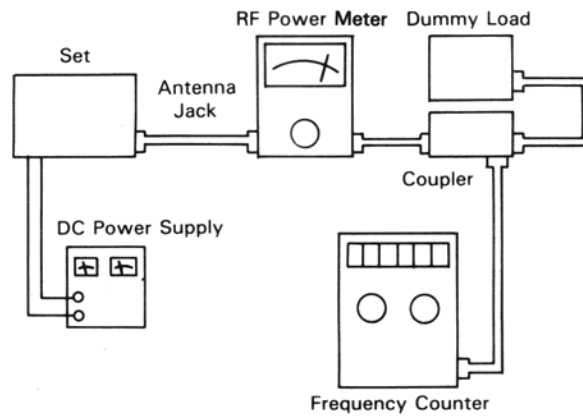 RF Power Meter
Dummy Load
Set
Antenna
Jack
Coupler
DC Power Supply
Frequency Counter